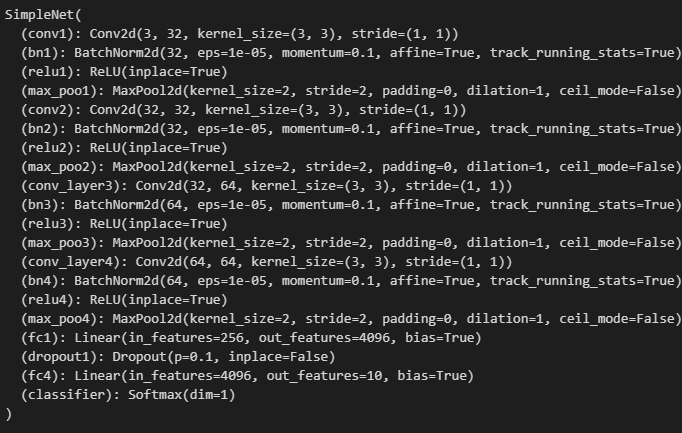 SimpleNet(
  (conv1): Conv2d(3, 32, kernel_size=(3, 3), stride=(1, 1))
  (bn1): BatchNorm2d(32, eps=1e-05, momentum=0.1, affine=True, track_running_stats=True)
  (relu1): ReLU(inplace=True)
  (max_poo1): MaxPool2d(kernel_size=2, stride=2, padding=0, dilation=1, ceil_mode=False)
  (conv2): Conv2d(32, 32, kernel_size=(3, 3), stride=(1, 1))
  (bn2): BatchNorm2d(32, eps=1e-05, momentum=0.1, affine=True, track_running_stats=True)
  (relu2): ReLU(inplace=True)
  (max_poo2): MaxPool2d(kernel_size=2, stride=2, padding=0, dilation=1, ceil_mode=False)
  (conv_layer3): Conv2d(32, 64, kernel_size=(3, 3), stride=(1, 1))
  (bn3): BatchNorm2d(64, eps=1e-05, momentum=0.1, affine=True, track_running_stats=True)
  (relu3): ReLU(inplace=True)
  (max_poo3): MaxPool2d(kernel_size=2, stride=2, padding=0, dilation=1, ceil_mode=False)
  (conv_layer4): Conv2d(64, 64, kernel_size=(3, 3), stride=(1, 1))
  (bn4): BatchNorm2d(64, eps=1e-05, momentum=0.1, affine=True, track_running_stats=True)
  (relu4): ReLU(inplace=True)
  (max_poo4): MaxPool2d(kernel_size=2, stride=2, padding=0, dilation=1, ceil_mode=False)
  (fc1): Linear(in_features=256, out_features=4096, bias=True)
  (dropout1): Dropout(p=0.1, inplace=False)
  (fc4): Linear(in_features=4096, out_features=10, bias=True)
  (classifier): Softmax(dim=1)
)